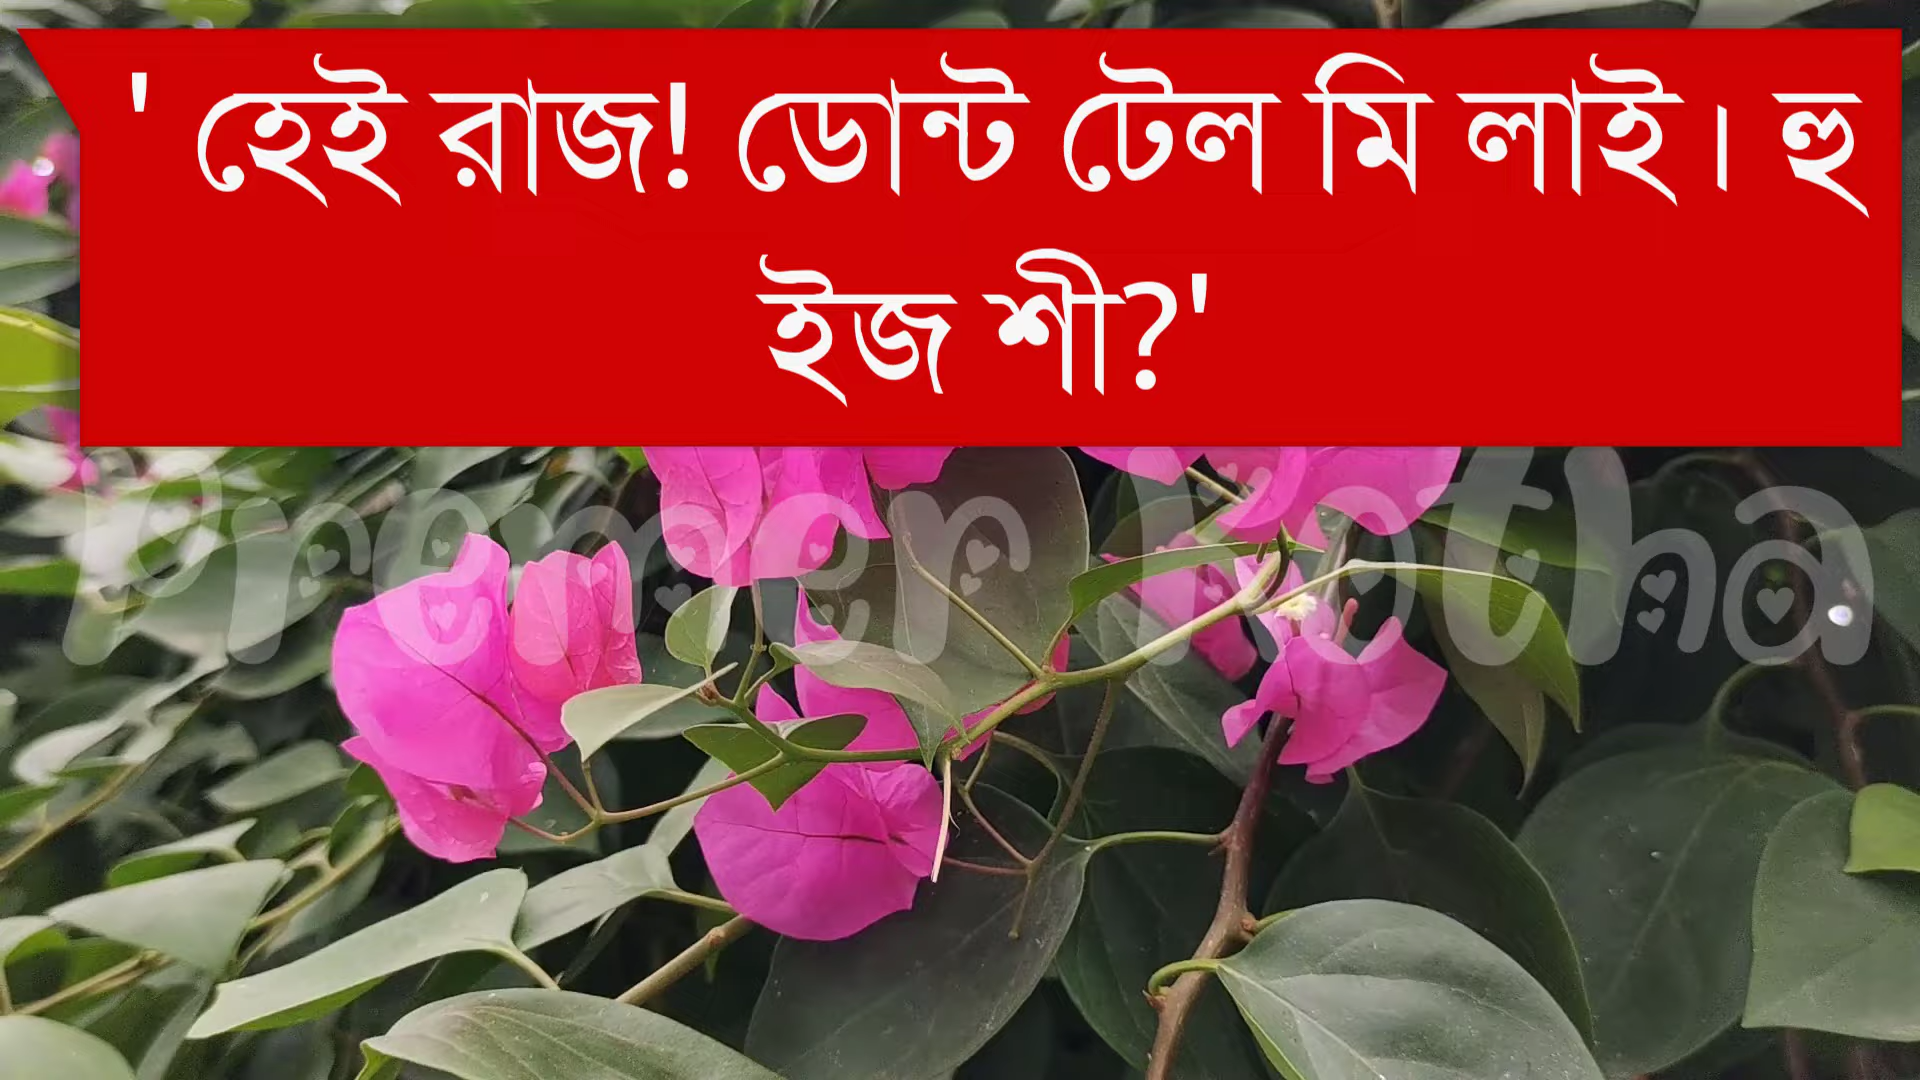 ' হেই রাজ! ডোন্ট টেল মি লাই। হু
ইজ শী?'
Premer Kotha